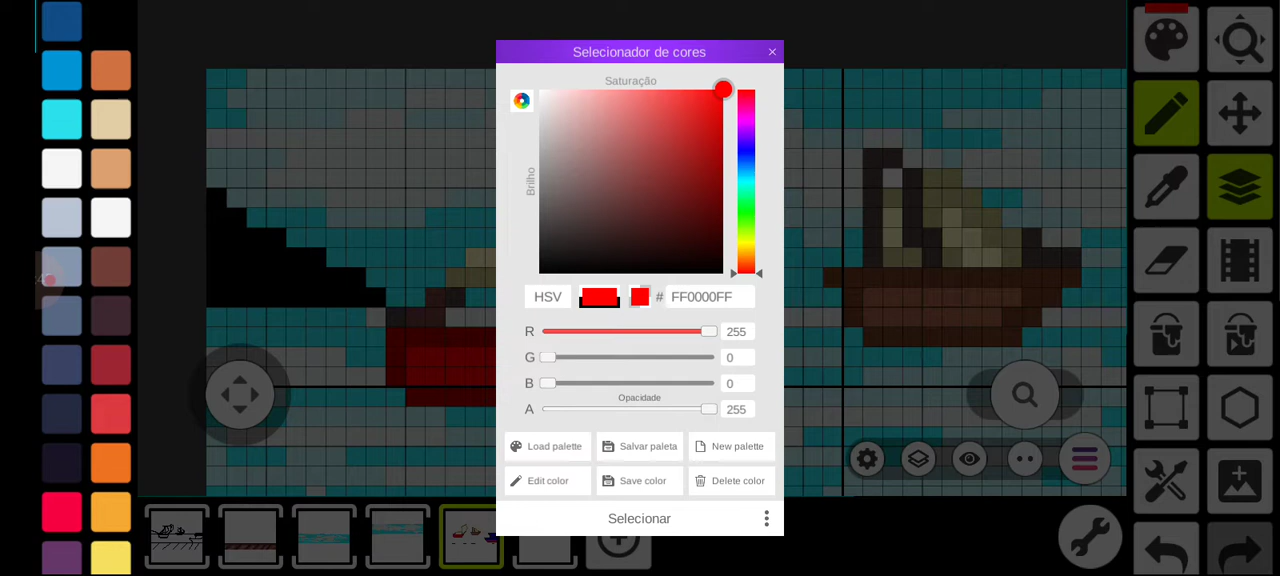 Selecionador de cores ×
Saturação
Brilho
HSV # FF0000FF
R 255
G 0
B 0
Opacidade
A 255
Load palette Salvar paleta New palette
Edit color Save color Delete color
Selecionar